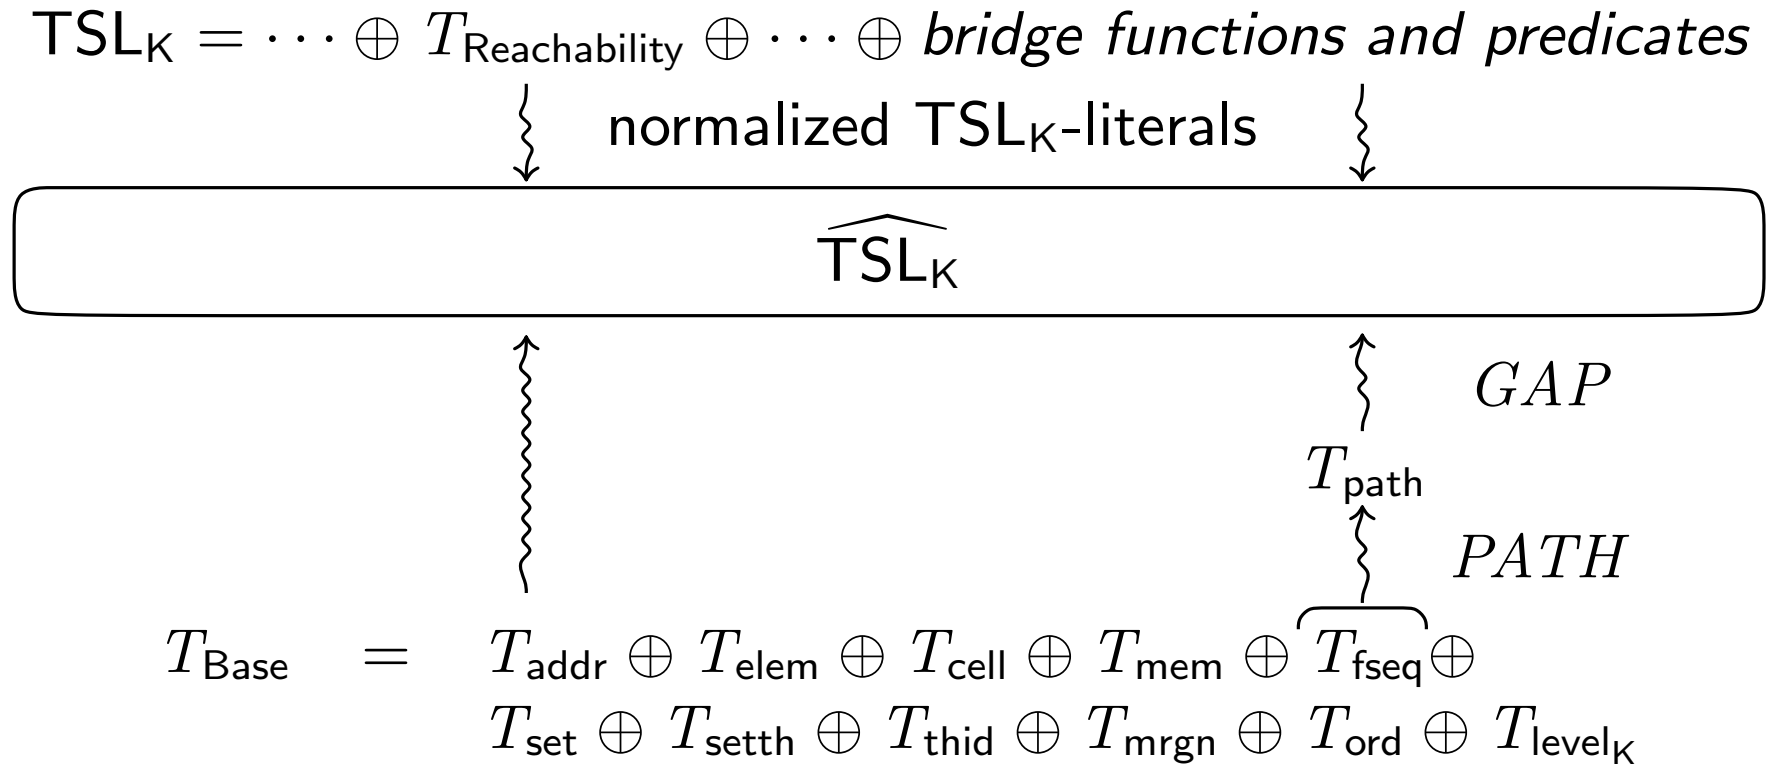 TSL_K = ⋯ ⊕ T_Reachability ⊕ ⋯ ⊕ bridge functions and predicates
normalized TSL_K-literals
\widehat{TSL_K}
GAP
T_path
PATH
T_Base = T_addr ⊕ T_elem ⊕ T_cell ⊕ T_mem ⊕ T_fseq ⊕
T_set ⊕ T_setth ⊕ T_thid ⊕ T_mrgn ⊕ T_ord ⊕ T_level_K